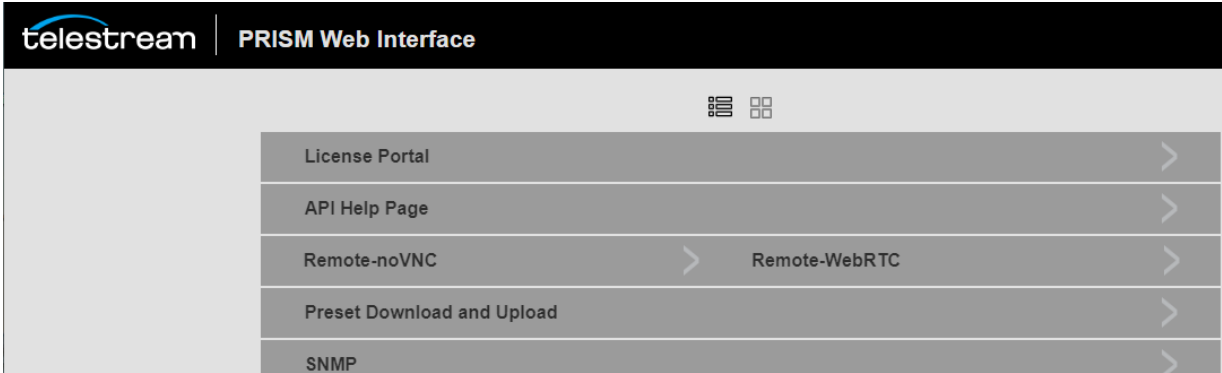 telestream PRISM Web Interface
License Portal
API Help Page
Remote-noVNC Remote-WebRTC
Preset Download and Upload
SNMP